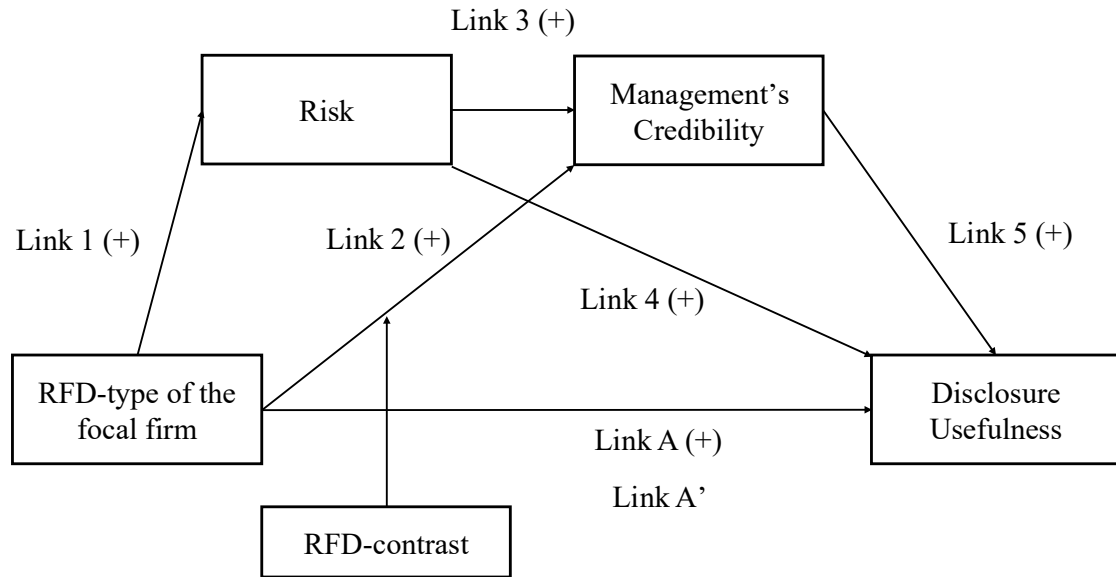 Link 3 (+)
Risk
Management's
Credibility
Link 1 (+)
Link 2 (+)
Link 5 (+)
Link 4 (+)
RFD-type of the
focal firm
Disclosure
Usefulness
Link A (+)
Link A’
RFD-contrast